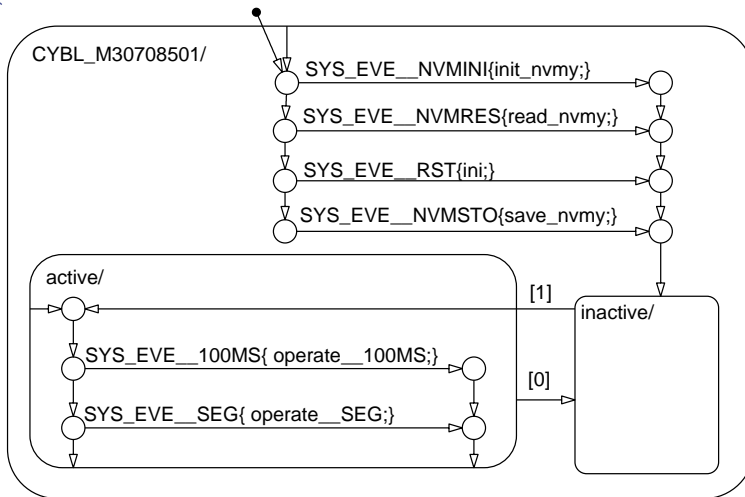 CYBL_M30708501/
SYS_EVE__NVMINI{init_nvmy;}
SYS_EVE__NVMRES{read_nvmy;}
SYS_EVE__RST{ini;}
SYS_EVE__NVMSTO{save_nvmy;}
active/
[1]
inactive/
SYS_EVE__100MS{ operate__100MS;}
[0]
SYS_EVE__SEG{ operate__SEG;}